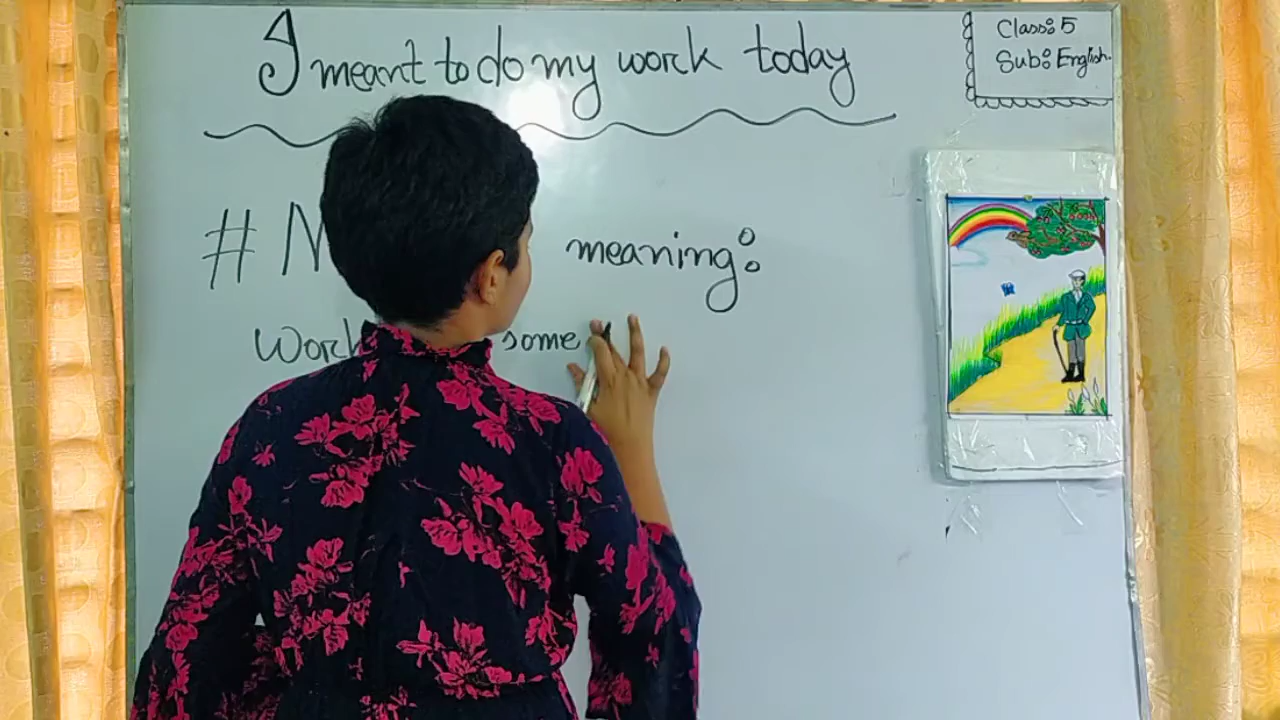 I meant to do my work today
Class: 5
Sub: English.
# meaning:
Work some